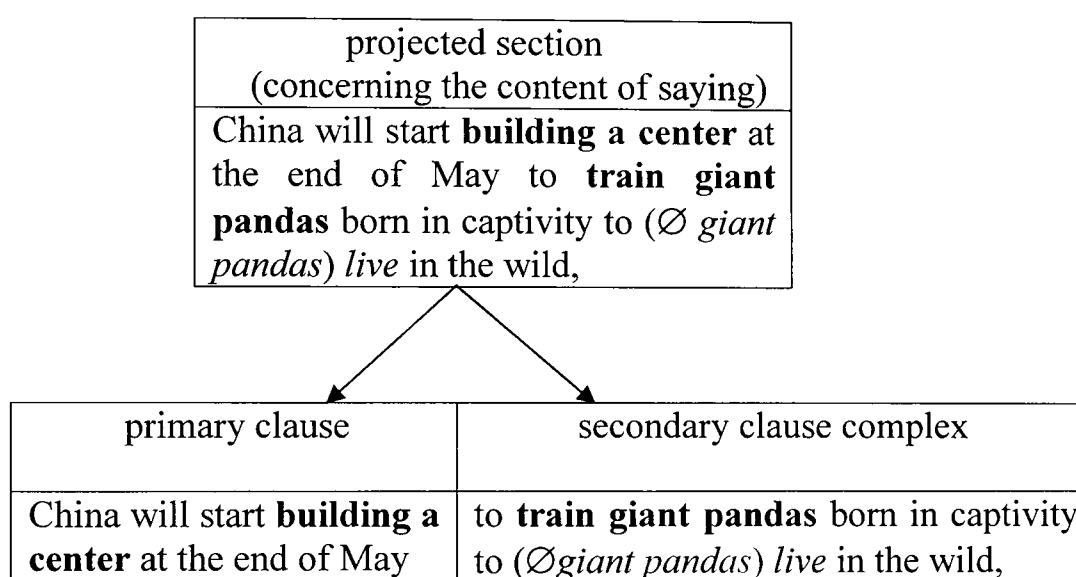 projected section
(concerning the content of saying)
China will start building a center at
the end of May to train giant
pandas born in captivity to (Ø giant
pandas) live in the wild,
primary clause
secondary clause complex
China will start building a
center at the end of May
to train giant pandas born in captivity
to (Øgiant pandas) live in the wild,